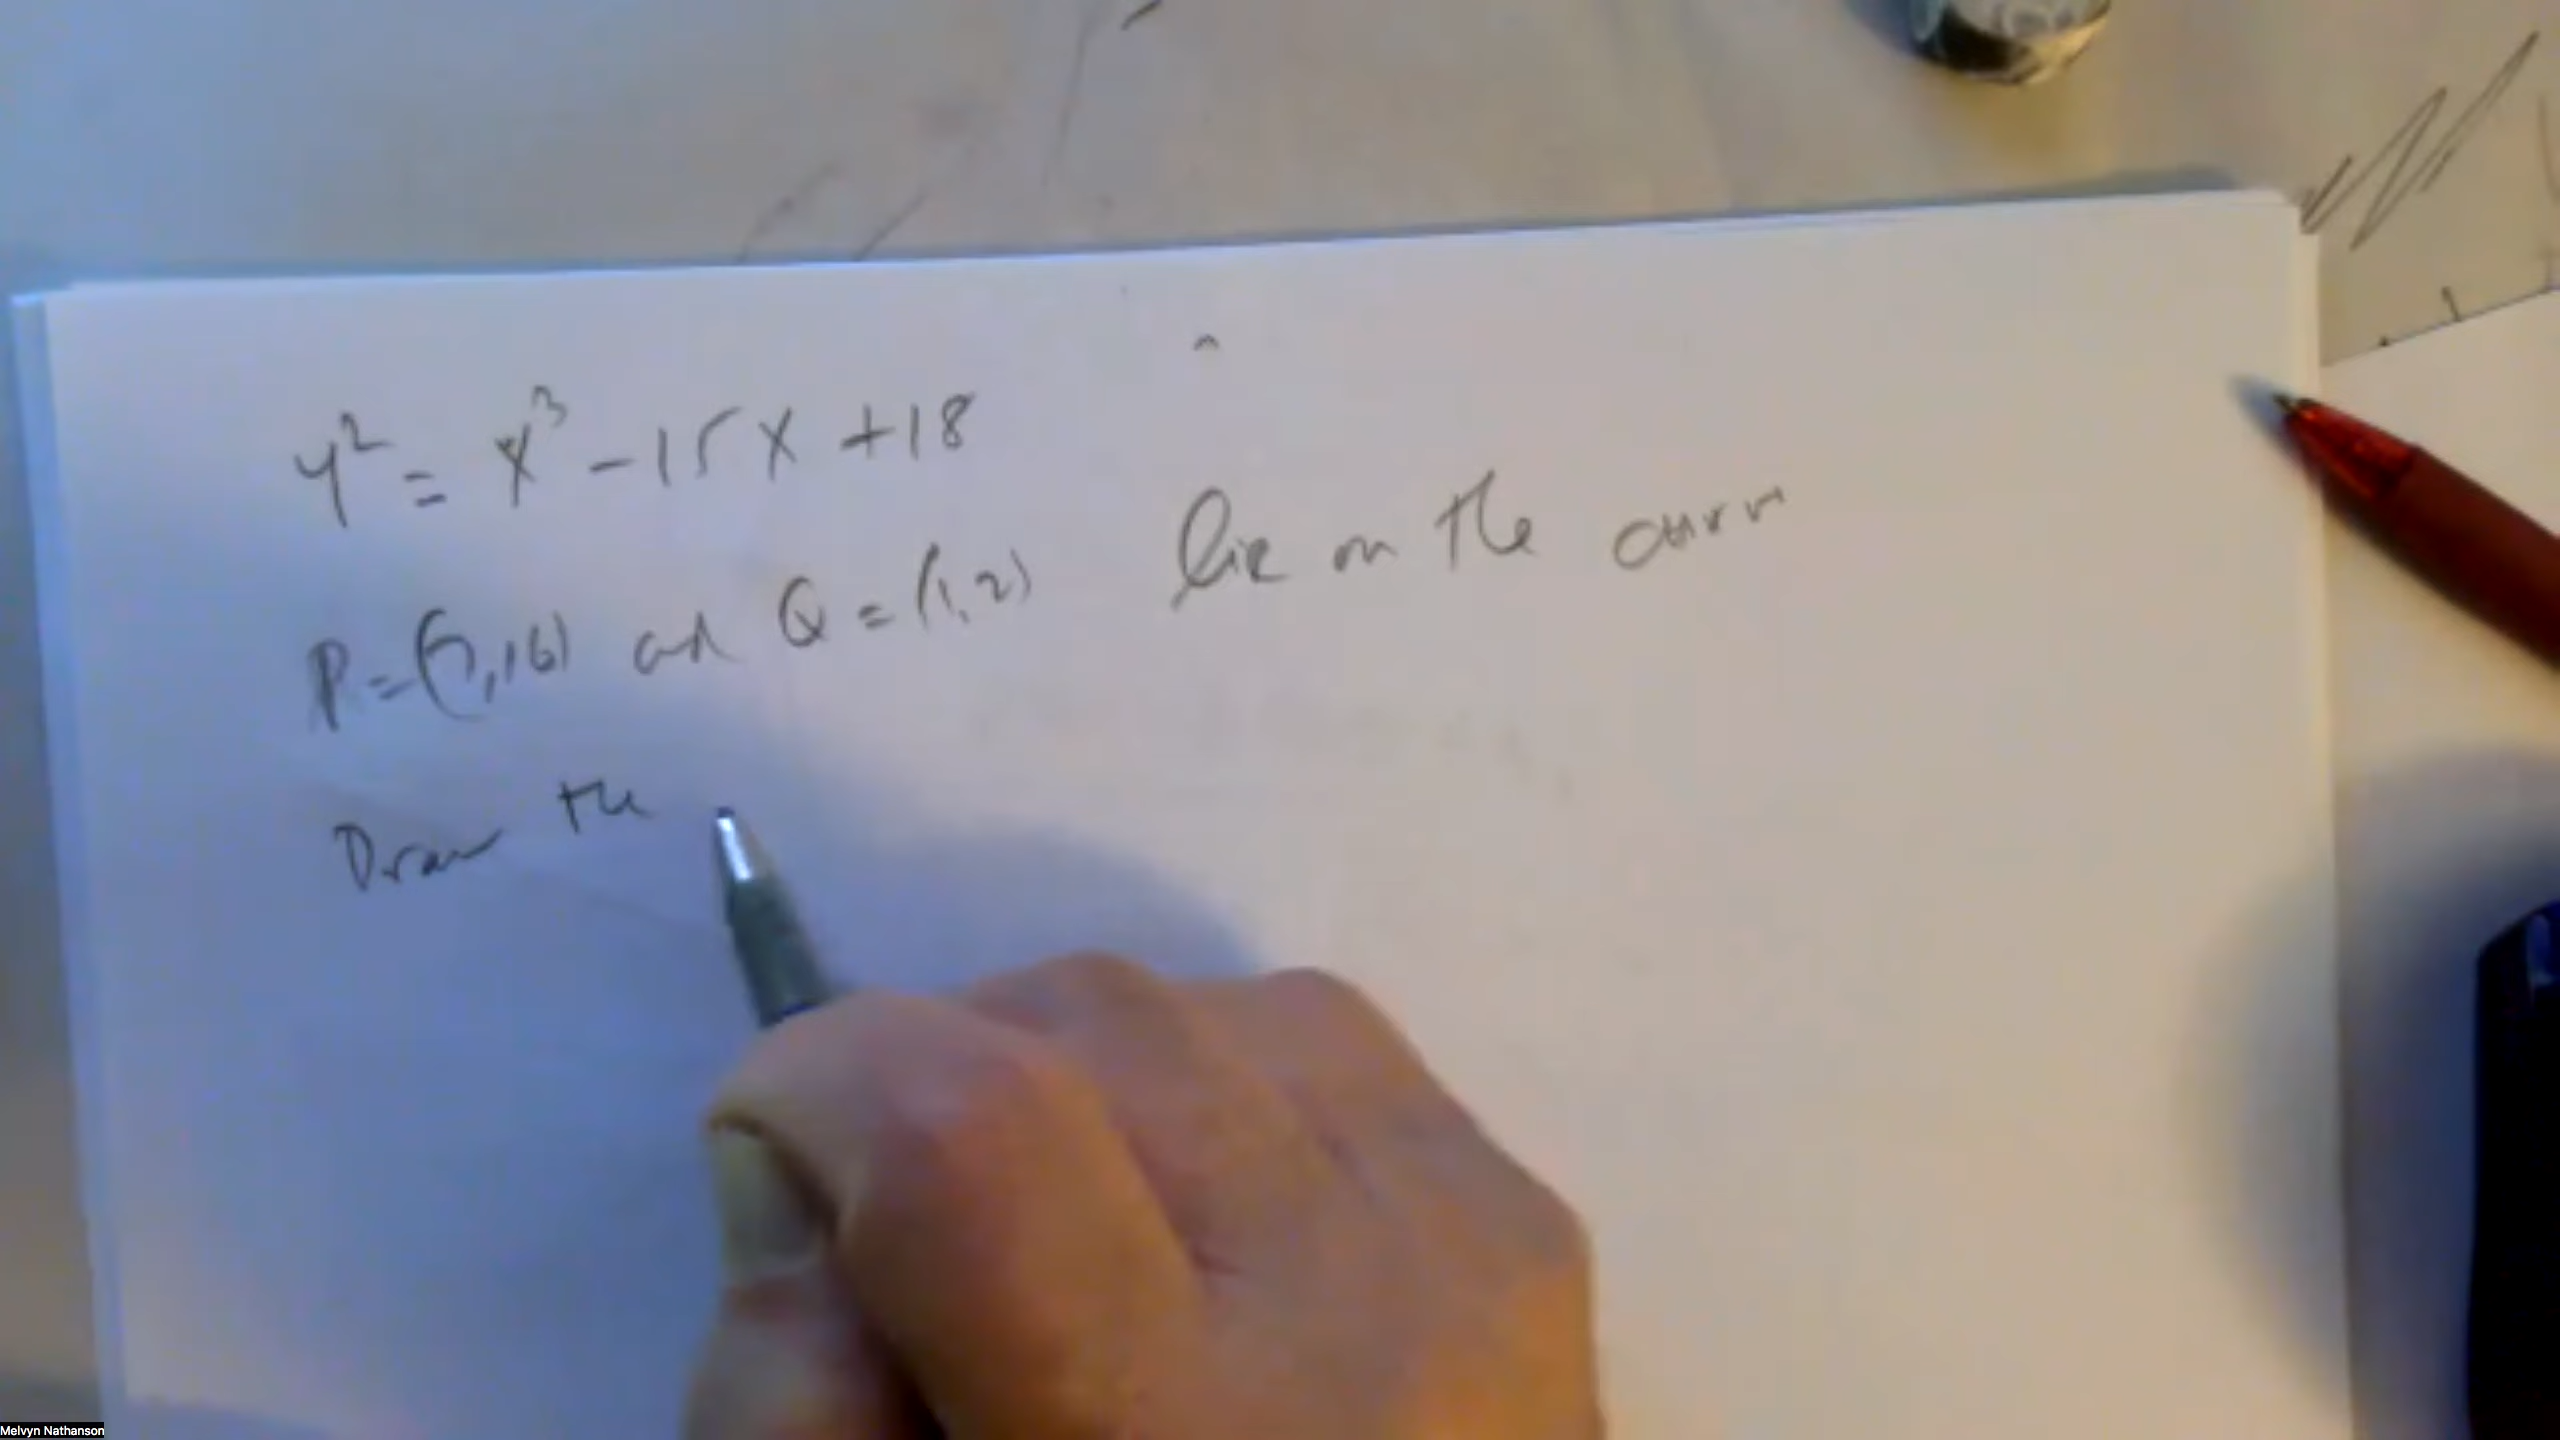 y² = x³ - 15x + 18
P = (7,16) and Q = (1,2) lie on the curve
Draw the
Melvyn Nathanson